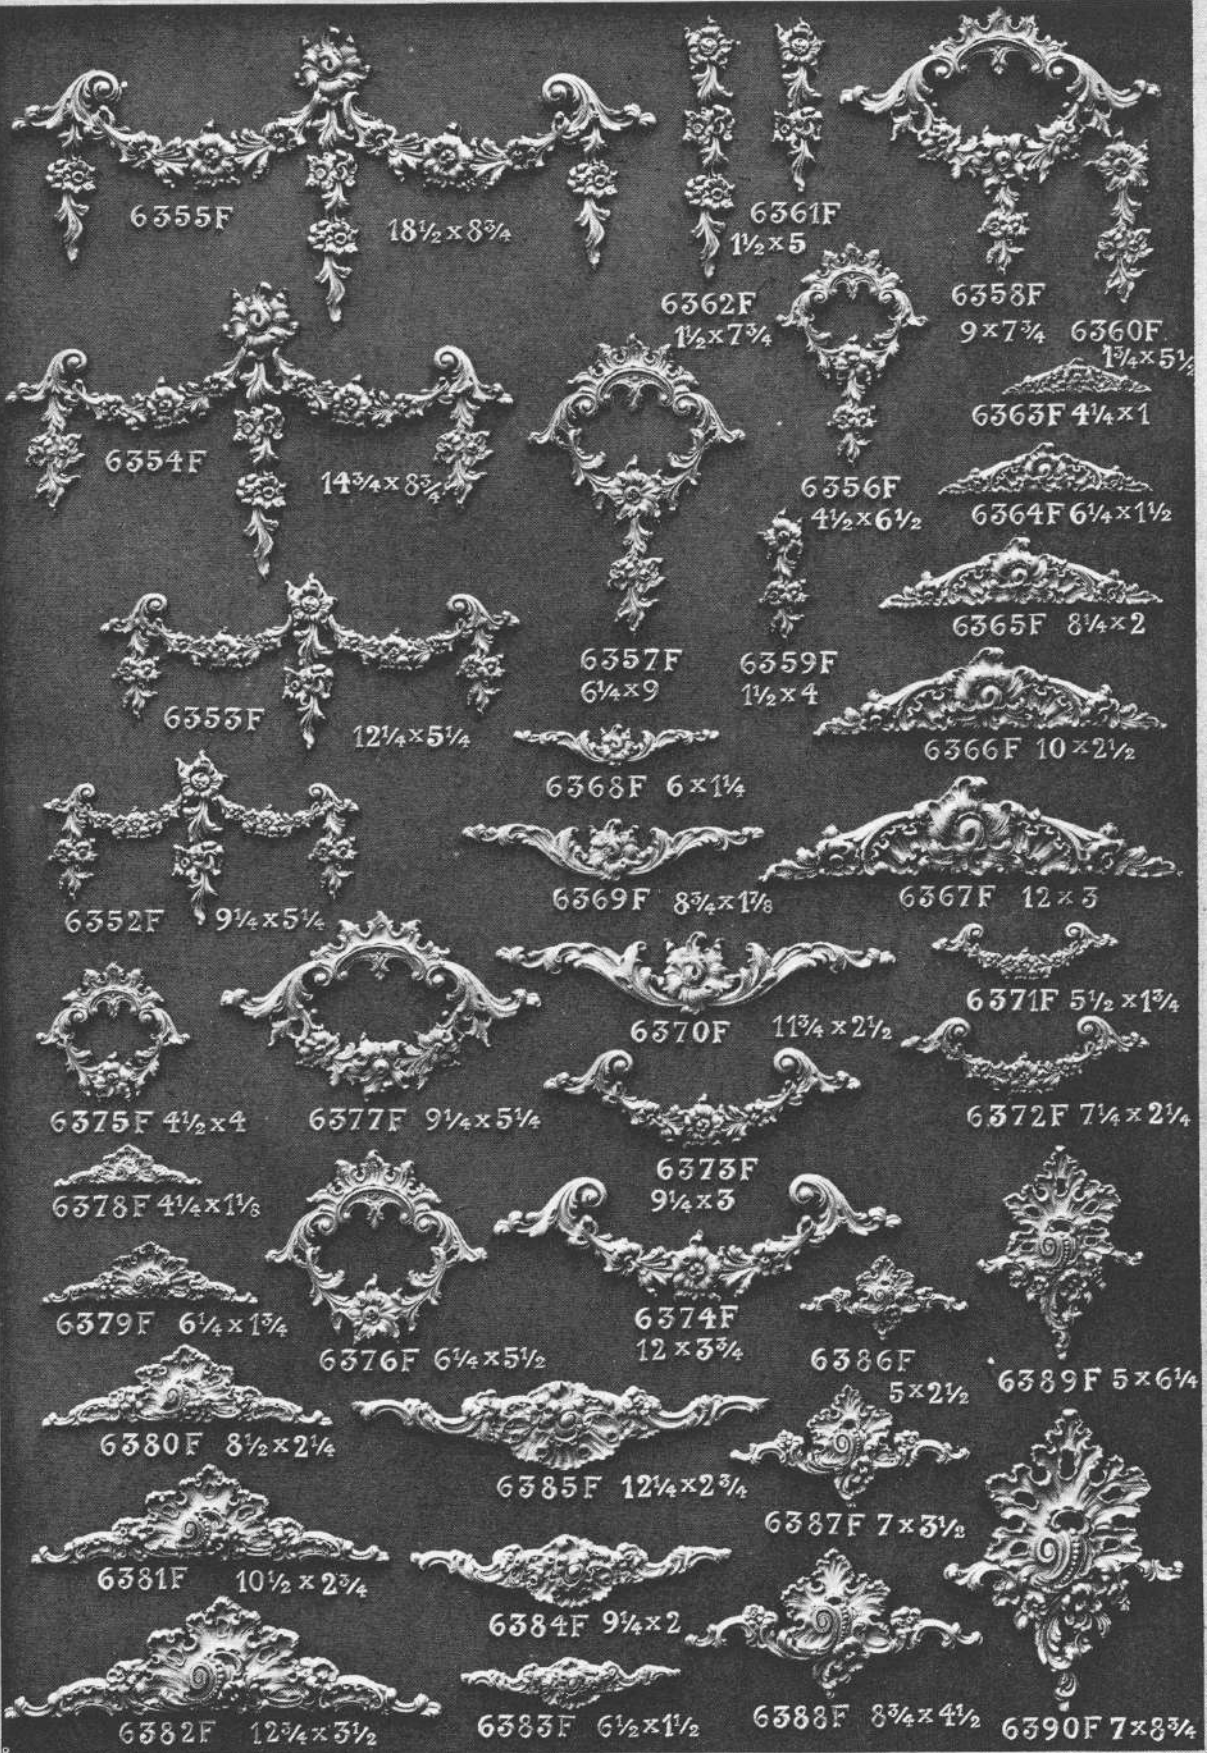 6355F 18½ x 8¾
6361F
1½ x 5
6362F
1½ x 7¾
6358F
9 x 7¾
6360F
1¾ x 5½
6363F 4¼ x 1
6354F 14¾ x 8¾
6356F
4½ x 6½
6364F 6¼ x 1½
6365F 8¼ x 2
6357F
6¼ x 9
6359F
1½ x 4
6353F 12¼ x 5¼
6366F 10 x 2½
6368F 6 x 1¼
6369F 8¾ x 1⅞
6367F 12 x 3
6352F 9¼ x 5¼
6371F 5½ x 1¾
6370F 11¾ x 2½
6375F 4½ x 4
6377F 9¼ x 5¼
6372F 7¼ x 2¼
6373F
9¼ x 3
6378F 4¼ x 1⅛
6379F 6¼ x 1¾
6374F
12 x 3¾
6376F 6¼ x 5½
6386F
5 x 2½
6389F 5 x 6¼
6380F 8½ x 2¼
6385F 12¼ x 2¾
6387F 7 x 3½
6381F 10½ x 2¾
6384F 9¼ x 2
6382F 12¾ x 3½
6383F 6½ x 1½
6388F 8¾ x 4½
6390F 7 x 8¾